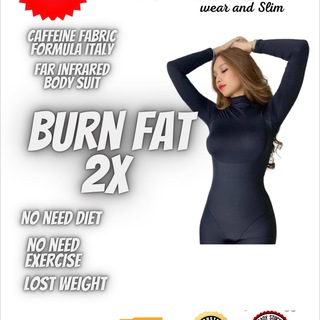 wear and Slim
CAFFEINE FABRIC
FORMULA ITALY
FAR INFRARED
BODY SUIT
BURN FAT
2X
NO NEED DIET
NO NEED
EXERCISE
LOST WEIGHT